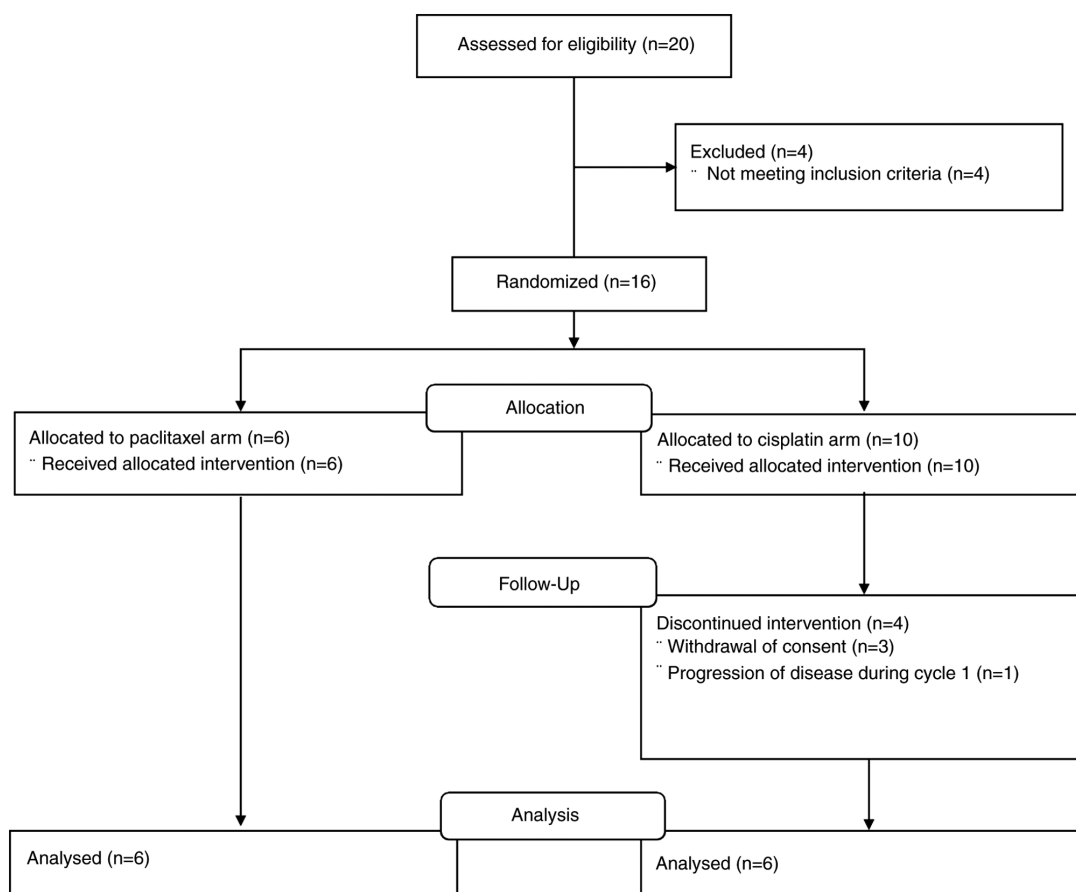 Assessed for eligibility (n=20)
Excluded (n=4)
¨ Not meeting inclusion criteria (n=4)
Randomized (n=16)
Allocation
Allocated to paclitaxel arm (n=6)
¨ Received allocated intervention (n=6)
Allocated to cisplatin arm (n=10)
¨ Received allocated intervention (n=10)
Follow-Up
Discontinued intervention (n=4)
¨ Withdrawal of consent (n=3)
¨ Progression of disease during cycle 1 (n=1)
Analysis
Analysed (n=6)
Analysed (n=6)